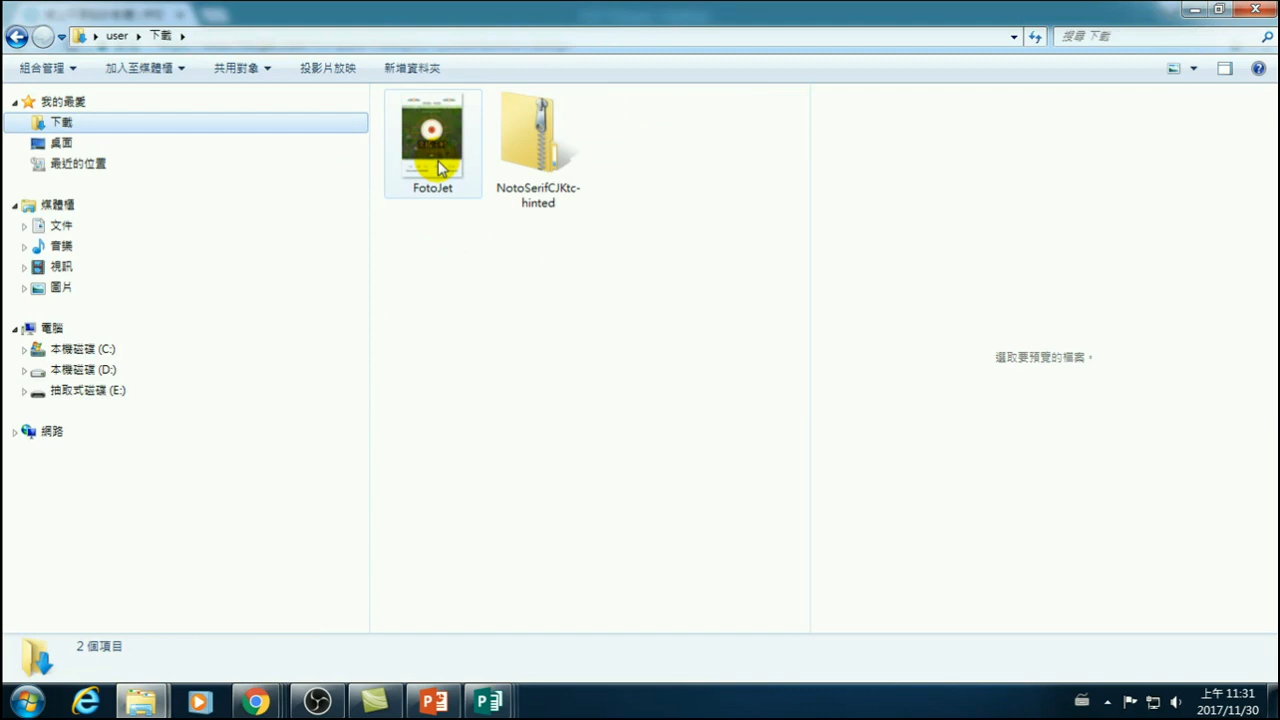 user
下載
搜尋 下載
組合管理
加入至媒體櫃
共用對象
投影片放映
新增資料夾
我的最愛
下載
桌面
最近的位置
媒體櫃
文件
音樂
視訊
圖片
電腦
本機磁碟 (C:)
本機磁碟 (D:)
抽取式磁碟 (E:)
網路
FotoJet
NotoSerifCJKtc-
hinted
選取要預覽的檔案。
2 個項目
上午 11:31
2017/11/30